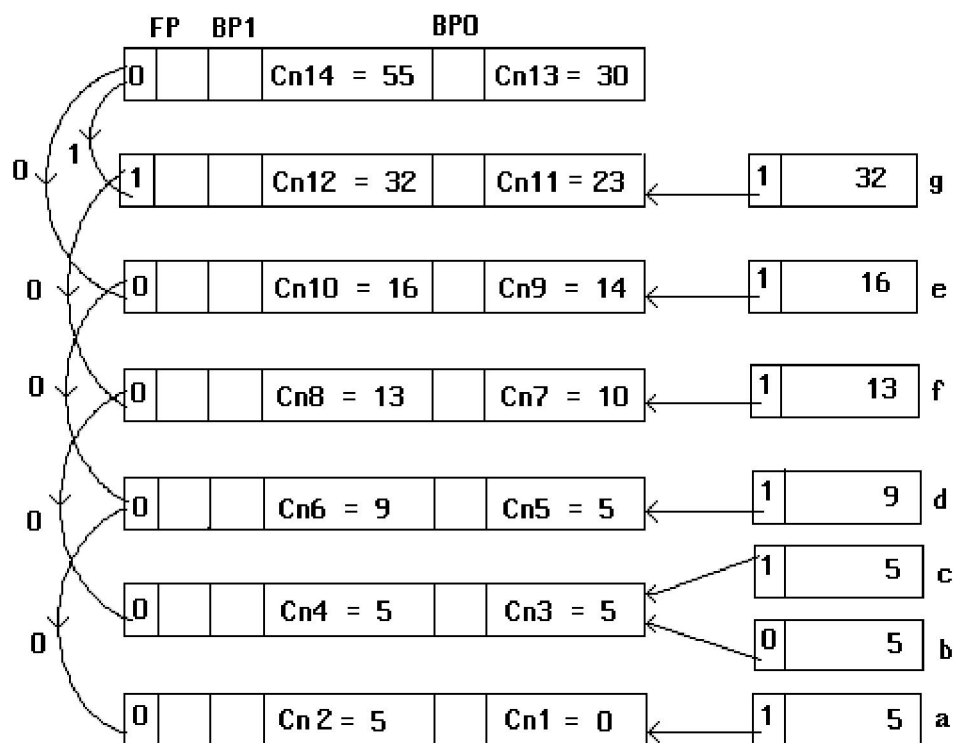 FP BP1 BP0
0 Cn14 = 55 Cn13 = 30
0 1
1 Cn12 = 32 Cn11 = 23 1 32 g
0
0 Cn10 = 16 Cn9 = 14 1 16 e
0
0 Cn8 = 13 Cn7 = 10 1 13 f
0
0 Cn6 = 9 Cn5 = 5 1 9 d
1 5 c
0 Cn4 = 5 Cn3 = 5
0
0 5 b
0 Cn2 = 5 Cn1 = 0 1 5 a